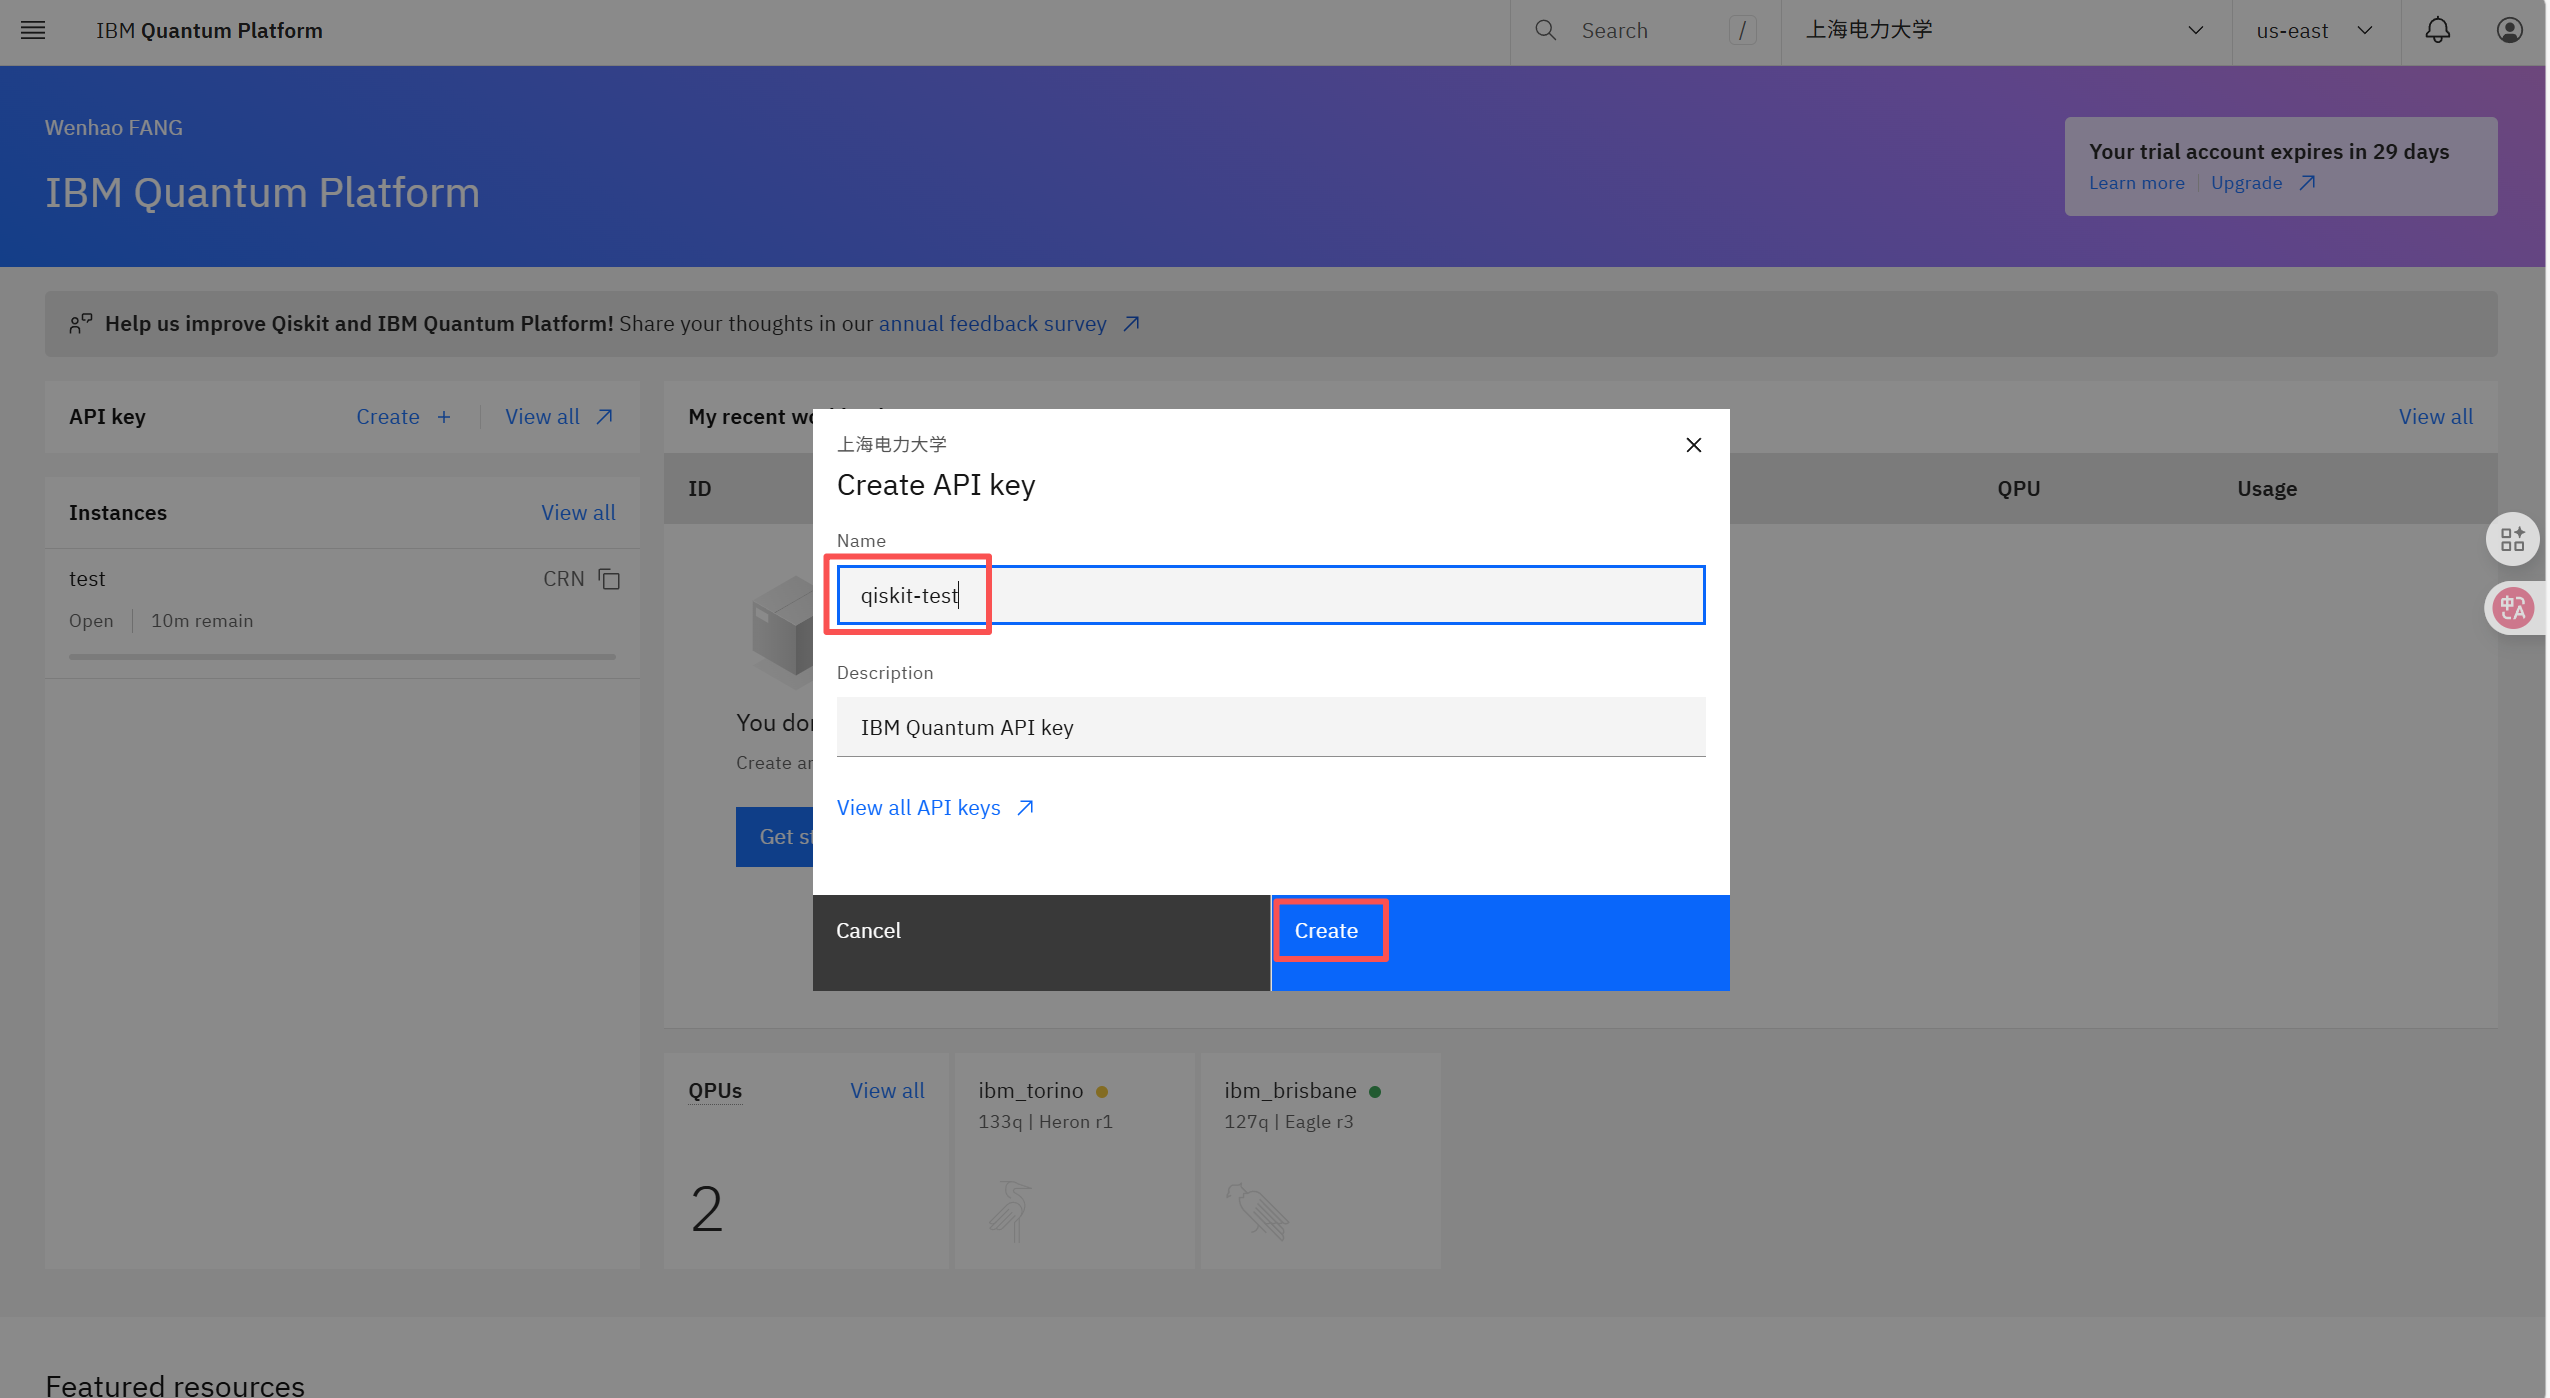 IBM Quantum Platform
Search
/
上海电力大学
us-east
Wenhao FANG
IBM Quantum Platform
Your trial account expires in 29 days
Learn more
Upgrade
Help us improve Qiskit and IBM Quantum Platform! Share your thoughts in our annual feedback survey
API key
Create +
View all
Instances
View all
test
CRN
Open
10m remain
My recent
View all
ID
QPU
Usage
You
Create
Get
上海电力大学
Create API key
Name
qiskit-test
Description
IBM Quantum API key
View all API keys
Cancel
Create
QPUs
View all
2
ibm_torino
133q | Heron r1
ibm_brisbane
127q | Eagle r3
中A
Featured resources